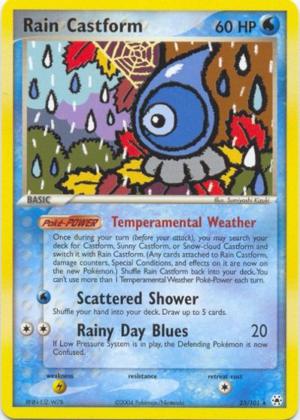 Rain Castform 60 HP
BASIC
Illus. Sumiyoshi Kizuki
Poké-POWER Temperamental Weather
Once during your turn (before your attack), you may search your
deck for Castform, Sunny Castform, or Snow-cloud Castform and
switch it with Rain Castform. (Any cards attached to Rain Castform,
damage counters, Special Conditions, and effects on it are now on
the new Pokémon.) Shuffle Rain Castform back into your deck. You
can't use more than 1 Temperamental Weather Poké-Power each turn.
Scattered Shower
Shuffle your hand into your deck. Draw up to 5 cards.
Rainy Day Blues 20
If Low Pressure System is in play, the Defending Pokémon is now
Confused.
weakness resistance retreat cost
©2004 Pokémon/Nintendo
23/101